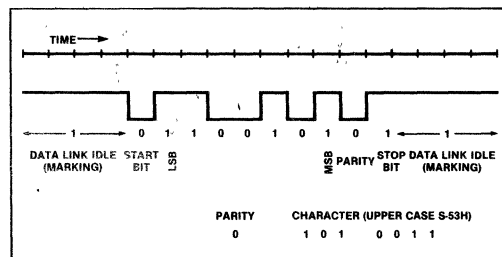 TIME
1 0 1 1 0 0 1 0 1 0 1 1
DATA LINK IDLE (MARKING)
START BIT
LSB
MSB
PARITY
STOP BIT
DATA LINK IDLE (MARKING)
PARITY CHARACTER (UPPER CASE S-53H)
0 1 0 1 0 0 1 1